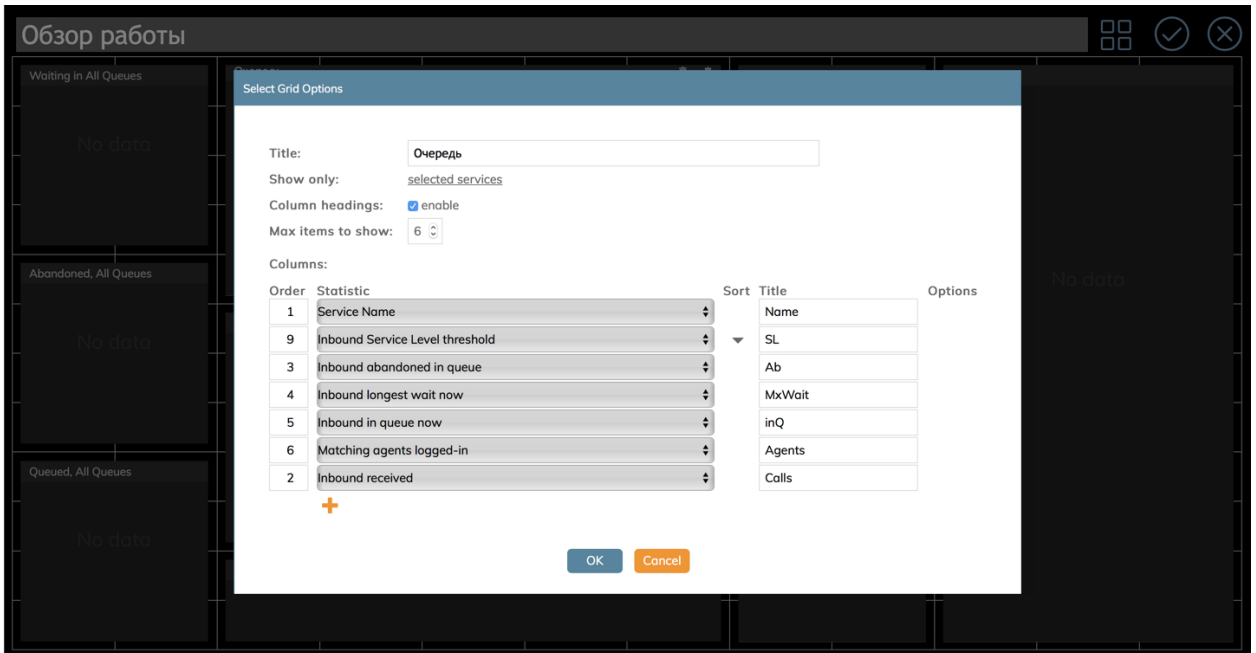 Обзор работы
Waiting in All Queues
No data
Select Grid Options
Title: Очередь
Show only: selected services
Column headings: enable
Max items to show: 6
Columns:
Order Statistic Sort Title Options
1 Service Name Name
9 Inbound Service Level threshold SL
3 Inbound abandoned in queue Ab
4 Inbound longest wait now MxWait
5 Inbound in queue now inQ
6 Matching agents logged-in Agents
2 Inbound received Calls
OK Cancel
Abandoned, All Queues
No data
Queued, All Queues
No data
No data